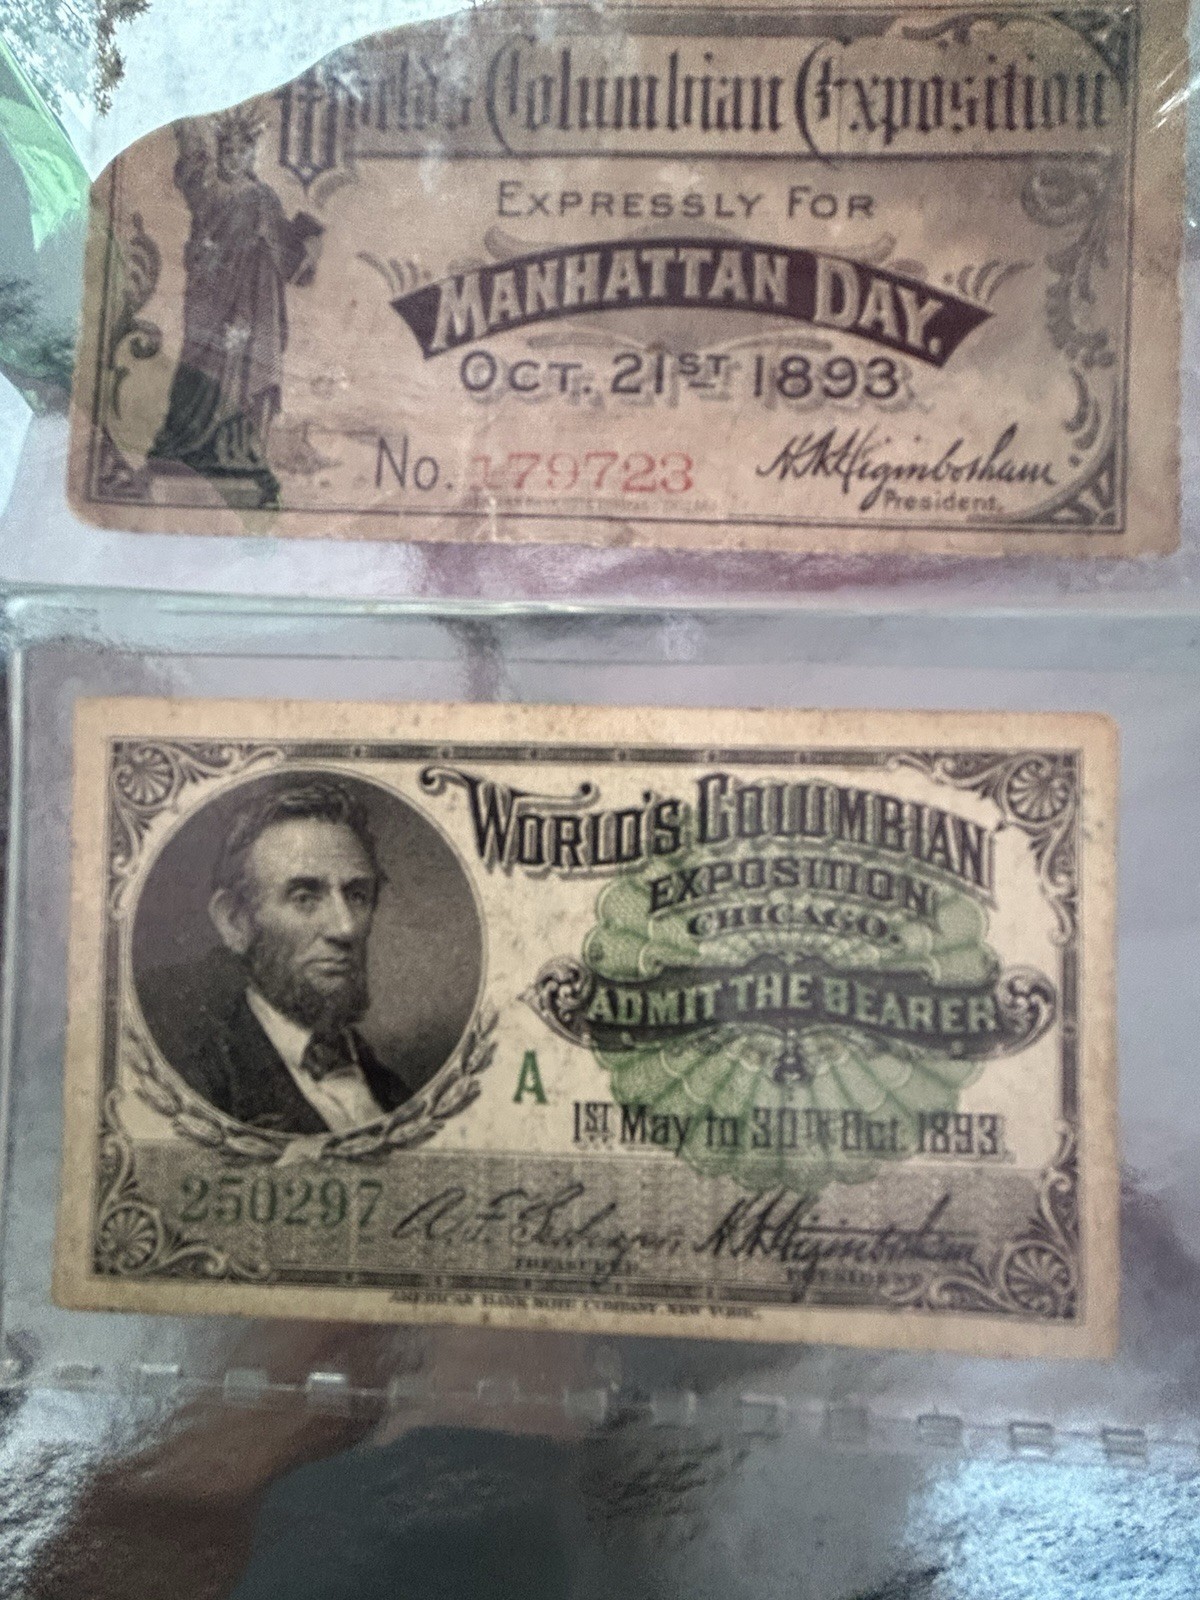 World's Columbian Exposition
EXPRESSLY FOR
MANHATTAN DAY.
OCT. 21ST 1893
No. 179723
H.N. Higinbotham
President.
WORLD'S COLUMBIAN
EXPOSITION
CHICAGO.
ADMIT THE BEARER
A
A
1ST May to 30TH Oct. 1893.
250297
H.N. Higinbotham
TREASURER.
PRESIDENT
AMERICAN BANK NOTE COMPANY. NEW YORK.